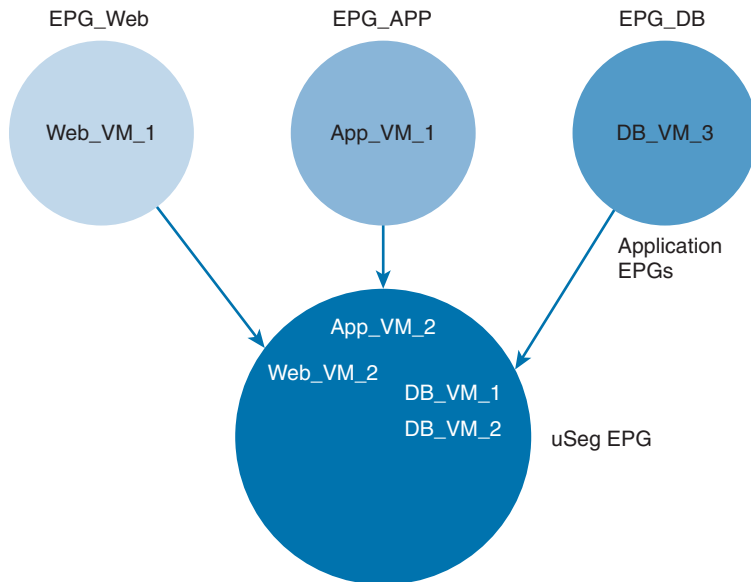 EPG_Web
EPG_APP
EPG_DB
Web_VM_1
App_VM_1
DB_VM_3
Application
EPGs
App_VM_2
Web_VM_2
DB_VM_1
DB_VM_2
uSeg EPG